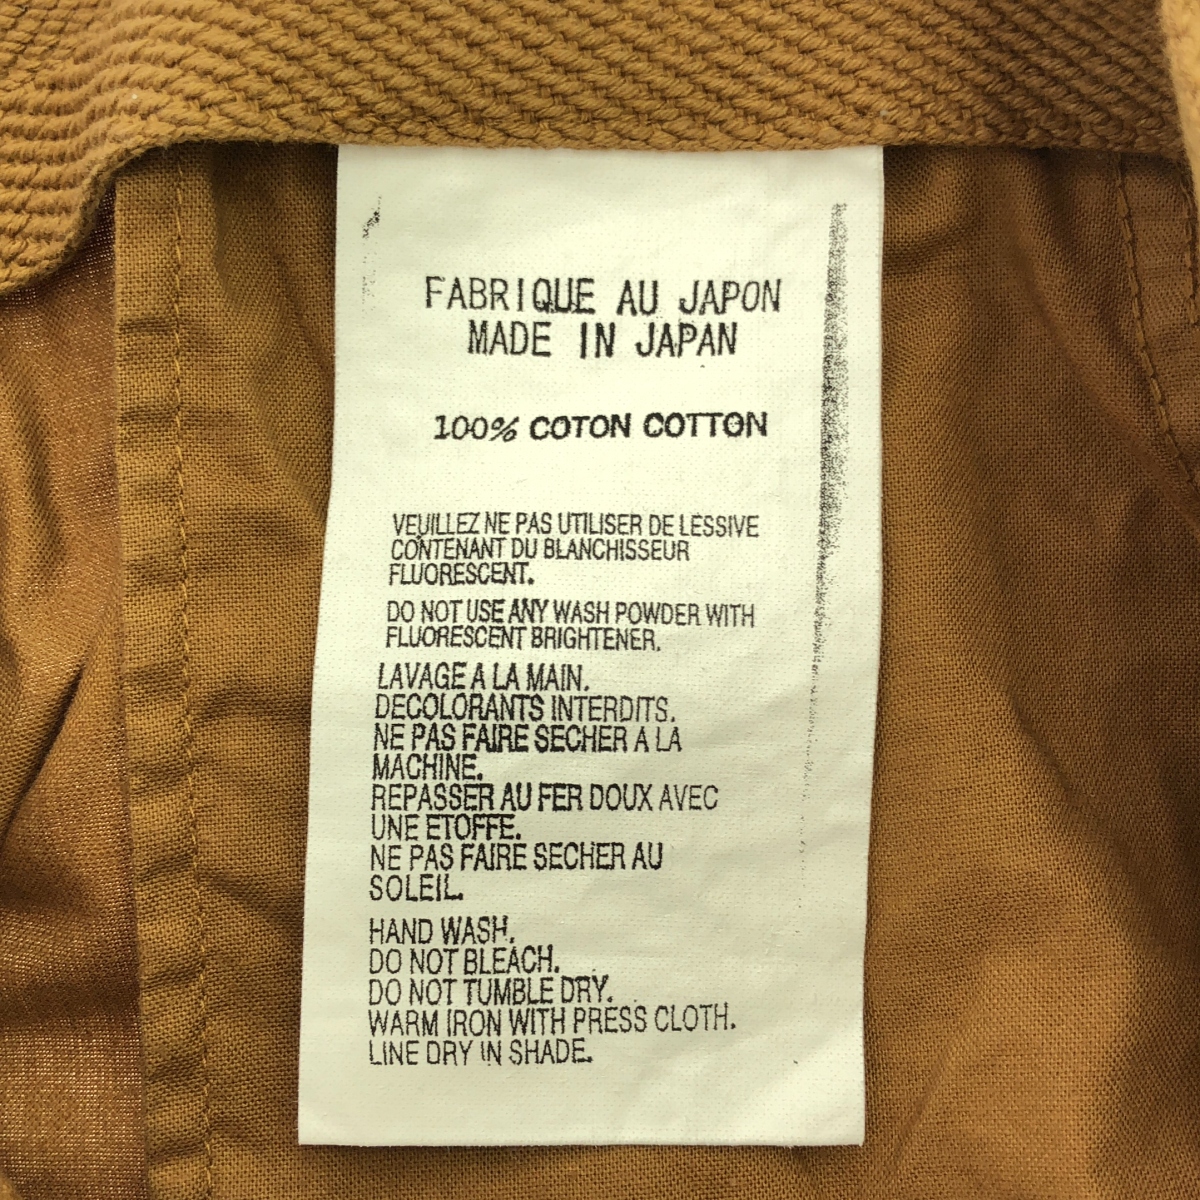 FABRIQUE AU JAPON
MADE IN JAPAN
100% COTON COTTON
VEUILLEZ NE PAS UTILISER DE LESSIVE
CONTENANT DU BLANCHISSEUR
FLUORESCENT.
DO NOT USE ANY WASH POWDER WITH
FLUORESCENT BRIGHTENER.
LAVAGE A LA MAIN.
DECOLORANTS INTERDITS.
NE PAS FAIRE SECHER A LA
MACHINE.
REPASSER AU FER DOUX AVEC
UNE ETOFFE.
NE PAS FAIRE SECHER AU
SOLEIL.
HAND WASH.
DO NOT BLEACH.
DO NOT TUMBLE DRY.
WARM IRON WITH PRESS CLOTH.
LINE DRY IN SHADE.